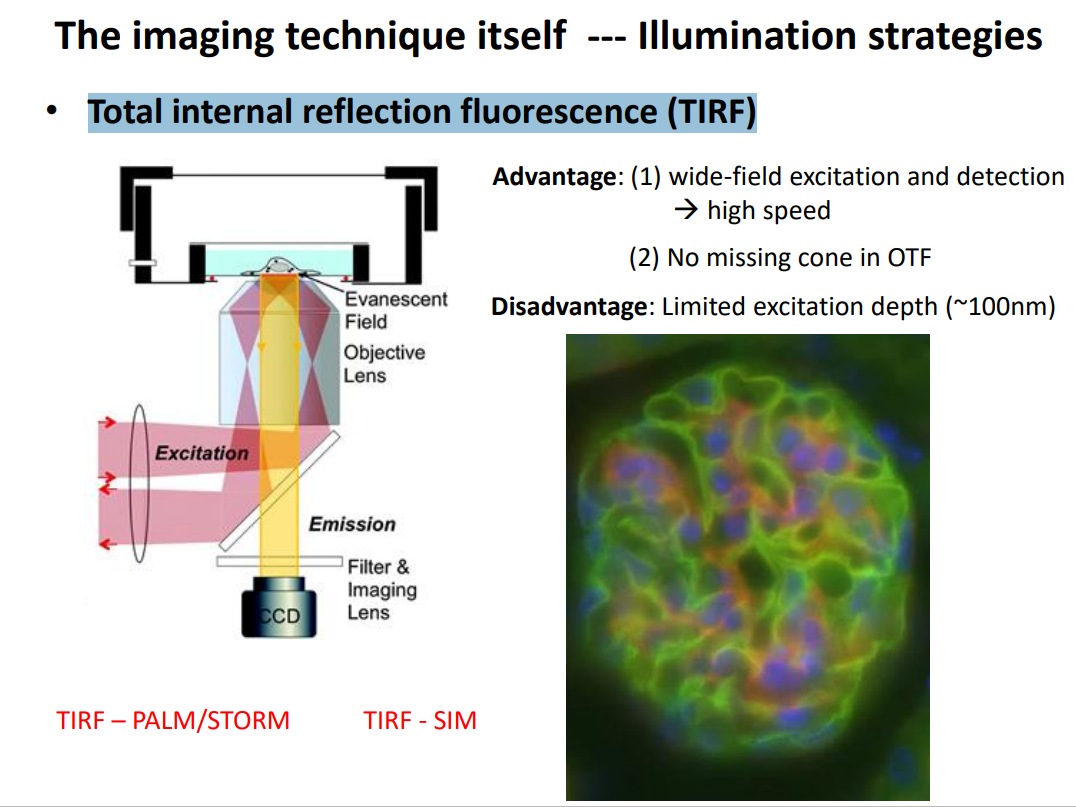 The imaging technique itself --- Illumination strategies
• Total internal reflection fluorescence (TIRF)
Advantage: (1) wide-field excitation and detection
→ high speed
(2) No missing cone in OTF
Disadvantage: Limited excitation depth (~100nm)
Evanescent
Field
Objective
Lens
Excitation
Emission
Filter &
Imaging
Lens
CCD
TIRF – PALM/STORM
TIRF - SIM